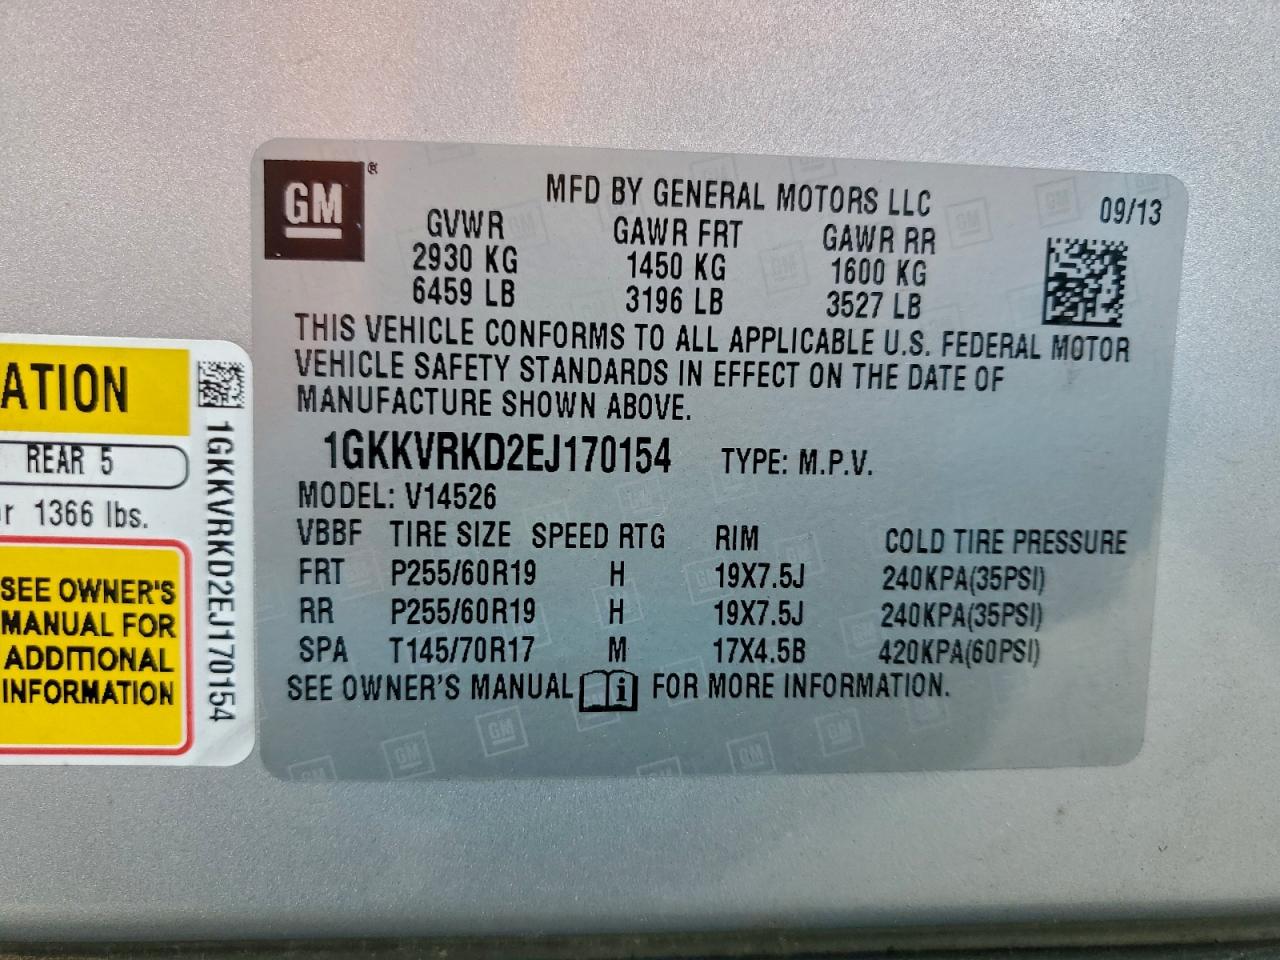 GM ®
MFD BY GENERAL MOTORS LLC 09/13
GVWR GAWR FRT GAWR RR
2930 KG 1450 KG 1600 KG
6459 LB 3196 LB 3527 LB
THIS VEHICLE CONFORMS TO ALL APPLICABLE U.S. FEDERAL MOTOR
VEHICLE SAFETY STANDARDS IN EFFECT ON THE DATE OF
MANUFACTURE SHOWN ABOVE.
1GKKVRKD2EJ170154 TYPE: M.P.V.
MODEL: V14526
VBBF TIRE SIZE SPEED RTG RIM COLD TIRE PRESSURE
FRT P255/60R19 H 19X7.5J 240KPA(35PSI)
RR P255/60R19 H 19X7.5J 240KPA(35PSI)
SPA T145/70R17 M 17X4.5B 420KPA(60PSI)
SEE OWNER'S MANUAL i FOR MORE INFORMATION.
ATION
REAR 5
r 1366 lbs.
SEE OWNER'S
MANUAL FOR
ADDITIONAL
INFORMATION
1GKKVRKD2EJ170154